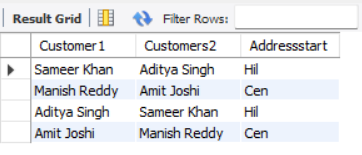 Result Grid Filter Rows:
Customer1 Customers2 Addressstart
Sameer Khan Aditya Singh Hil
Manish Reddy Amit Joshi Cen
Aditya Singh Sameer Khan Hil
Amit Joshi Manish Reddy Cen